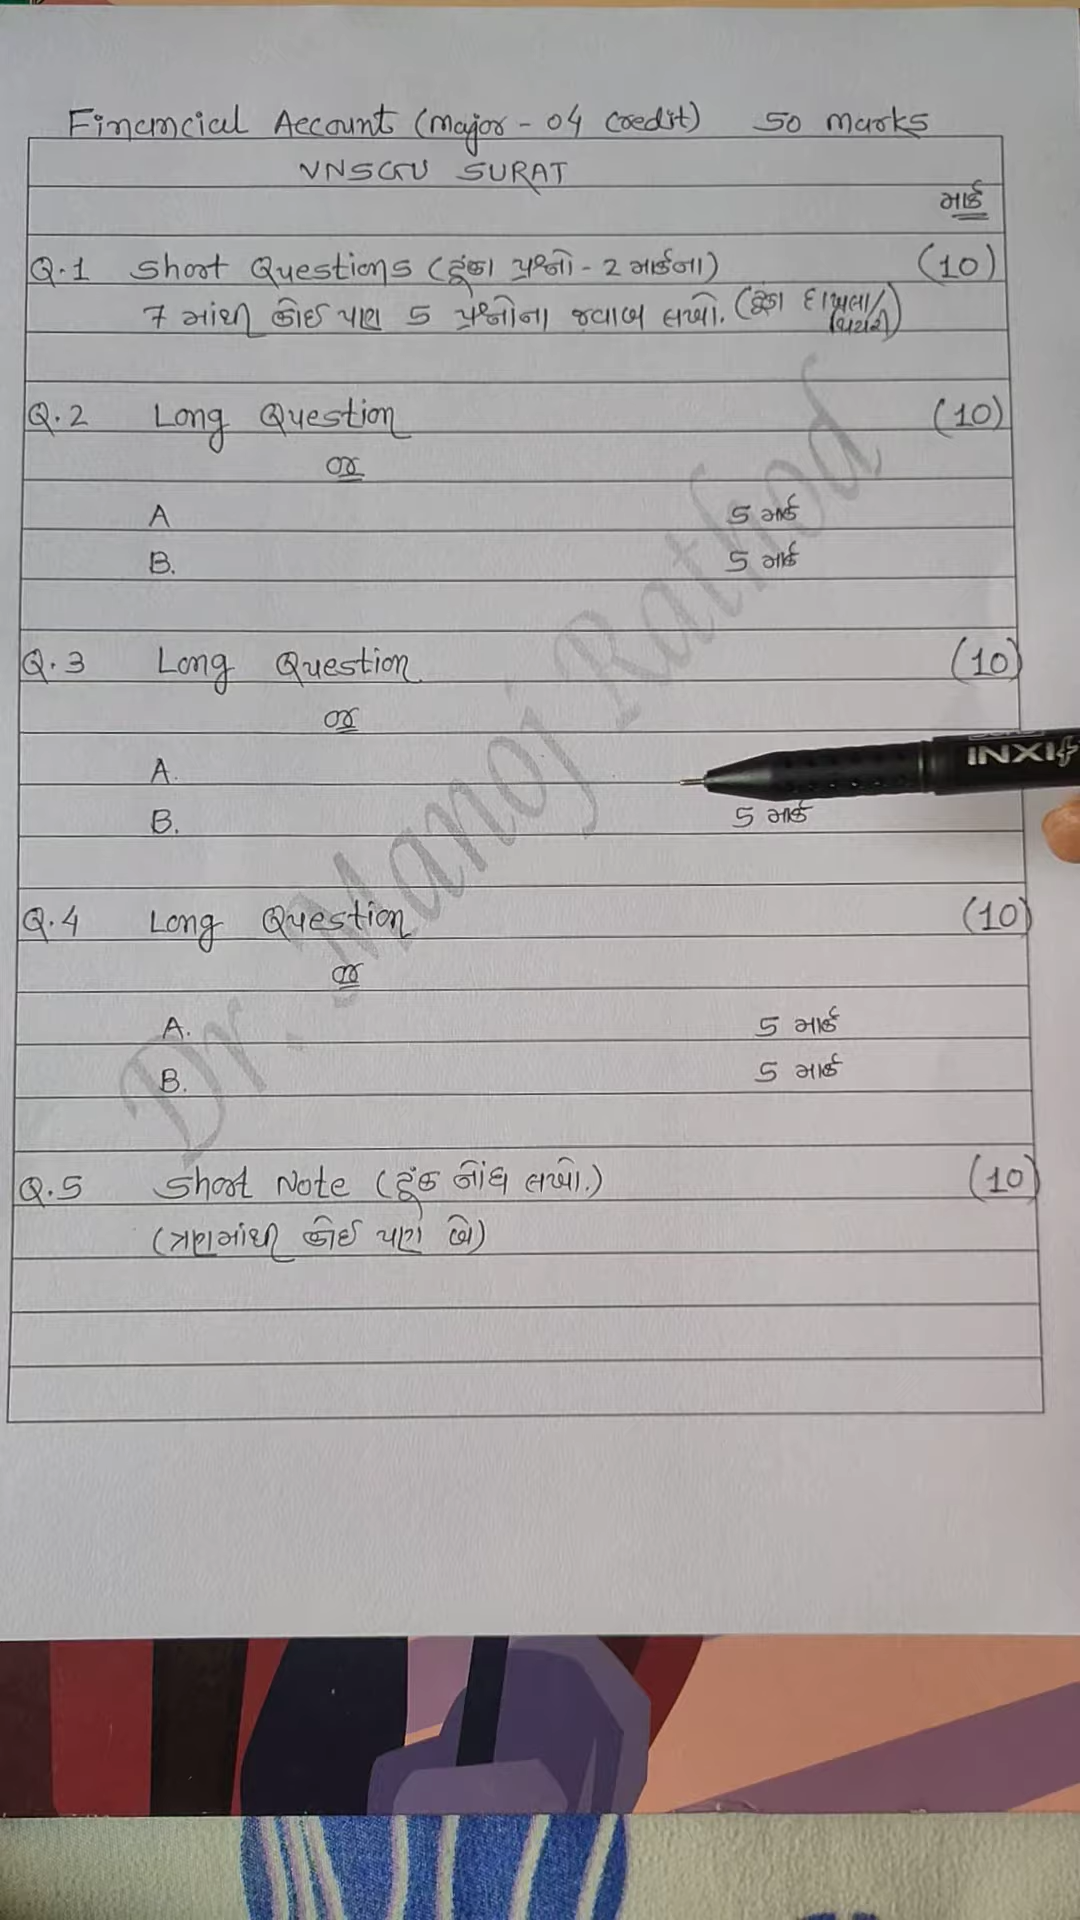 Financial Account (Major - 04 Credit) 50 Marks
VNSGU SURAT
માર્ક
Q.1 Short Questions (ટૂંકા પ્રશ્નો - 2 માર્કના) (10)
7 માંથી કોઈ પણ 5 પ્રશ્નોના જવાબ લખો. (ટૂંકા દાખલા/
થિયરી)
Q.2 Long Question (10)
OR
A 5 માર્ક
B. 5 માર્ક
Q.3 Long Question (10)
OR
A.
B. 5 માર્ક
Q.4 Long Question (10)
OR
A. 5 માર્ક
B. 5 માર્ક
Q.5 Short Note (ટૂંક નોંધ લખો.) (10)
(ત્રણમાંથી કોઈ પણ બે)
Dr. Manoj Rathod
INXI